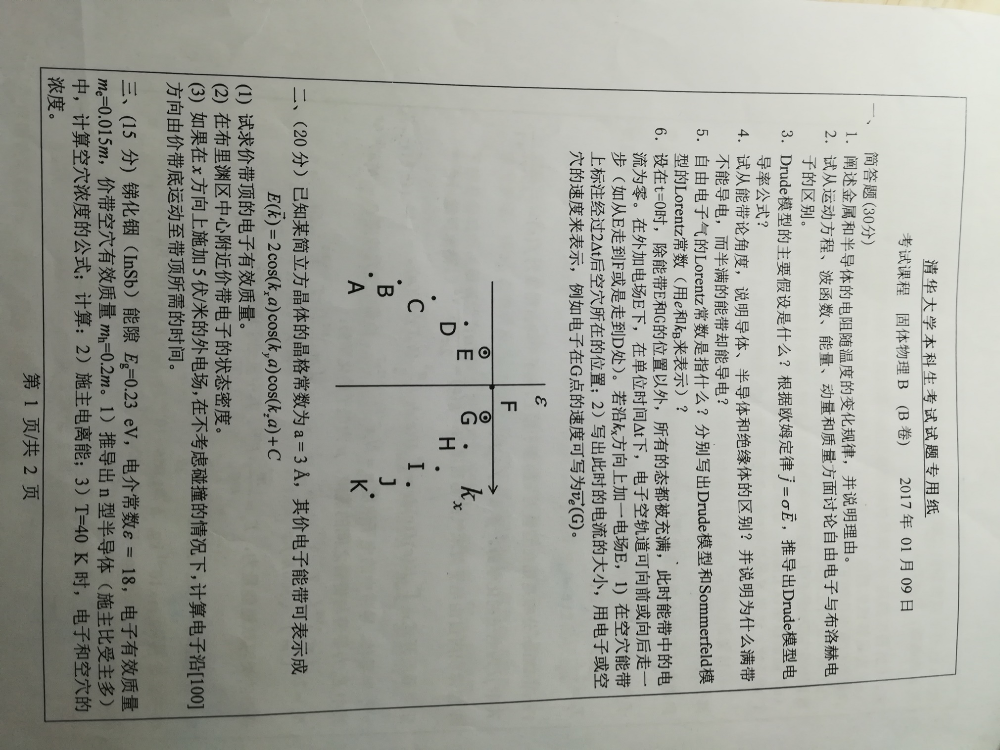 清华大学本科生考试试题专用纸
考试课程 固体物理 B (B 卷) 2017 年 01 月 09 日
一、 简答题(30分)
1. 阐述金属和半导体的电阻随温度的变化规律，并说明理由。
2. 试从运动方程、波函数、能量、动量和质量方面讨论自由电子与布洛赫电
子的区别。
3. Drude模型的主要假设是什么？根据欧姆定律 j⃗ = σE⃗，推导出Drude模型电
导率公式？
4. 试从能带论角度，说明导体、半导体和绝缘体的区别？并说明为什么满带
不能导电，而半满的能带却能导电？
5. 自由电子气的Lorentz常数是指什么？分别写出Drude模型和Sommerfeld模
型的Lorentz常数（用e和kB来表示）？
6. 设在t=0时，除能带E和G的位置以外，所有的态都被充满，此时能带中的电
流为零。在外加电场E下，在单位时间Δt下，电子空轨道可向前或向后走一
步（如从E走到F或是走到D处）。若沿kx方向上加一电场E，1）在空穴能带
上标注经过2Δt后空穴所在的位置；2）写出此时的电流的大小，用电子或空
穴的速度来表示，例如电子在G点的速度可写为v⃗e(G)。
ε
F
E
G
kx
D
H
C
I
B
J
A
K
二、（20 分）已知某简立方晶体的晶格常数为 a = 3 Å，其价电子能带可表示成
E(k⃗) = 2cos(kxa)cos(kya)cos(kza)+C
(1) 试求价带顶的电子有效质量。
(2) 在布里渊区中心附近价带电子的状态密度。
(3) 如果在 x 方向上施加 5 伏/米的外电场,在不考虑碰撞的情况下,计算电子沿[100]
方向由价带底运动至带顶所需的时间。
三、(15 分) 锑化铟（InSb）能隙 Eg=0.23 eV，电介常数ε = 18，电子有效质量
me=0.015m，价带空穴有效质量 mh=0.2m。1）推导出 n 型半导体（施主比受主多）
中，计算空穴浓度的公式；计算：2）施主电离能；3）T=40 K 时，电子和空穴的
浓度。
第 1 页/共 2 页